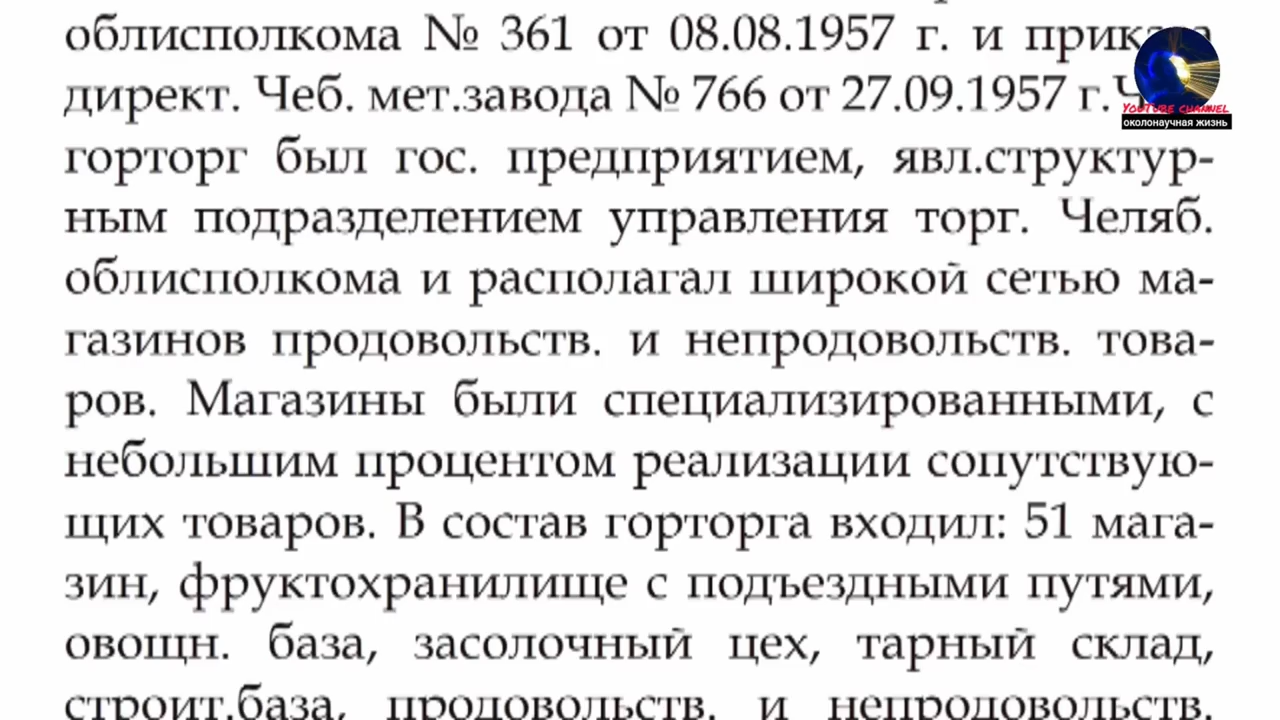 облисполкома № 361 от 08.08.1957 г. и приказа
директ. Чеб. мет.завода № 766 от 27.09.1957 г.
горторг был гос. предприятием, явл.структур-
ным подразделением управления торг. Челяб.
облисполкома и располагал широкой сетью ма-
газинов продовольств. и непродовольств. това-
ров. Магазины были специализированными, с
небольшим процентом реализации сопутствую-
щих товаров. В состав горторга входил: 51 мага-
зин, фруктохранилище с подъездными путями,
овощн. база, засолочный цех, тарный склад,
строит.база, продовольств. и непродовольств.
YouTube channel
околонаучная жизнь